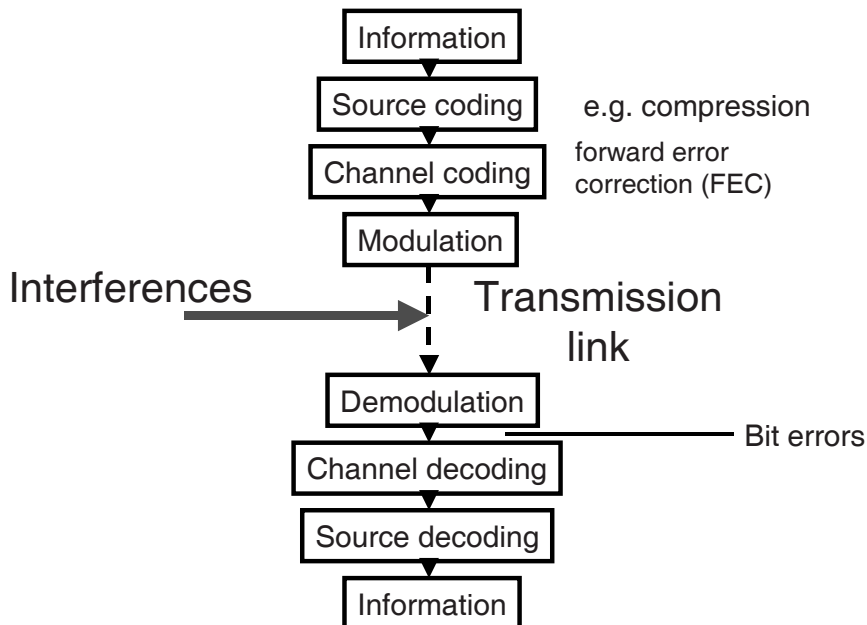 Information
Source coding
e.g. compression
Channel coding
forward error
correction (FEC)
Modulation
Interferences
Transmission
link
Demodulation
Bit errors
Channel decoding
Source decoding
Information